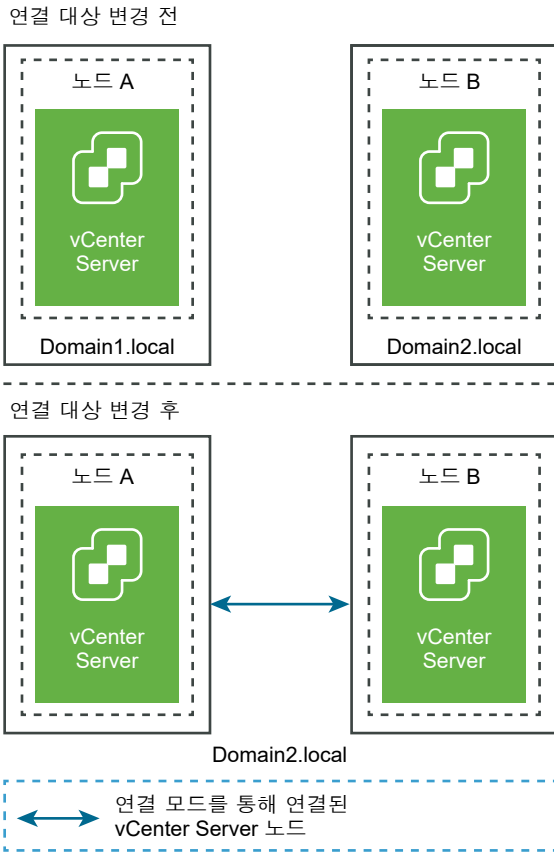 연결 대상 변경 전
노드 A
노드 B
vCenter
Server
vCenter
Server
Domain1.local
Domain2.local
연결 대상 변경 후
노드 A
노드 B
vCenter
Server
vCenter
Server
Domain2.local
연결 모드를 통해 연결된
vCenter Server 노드